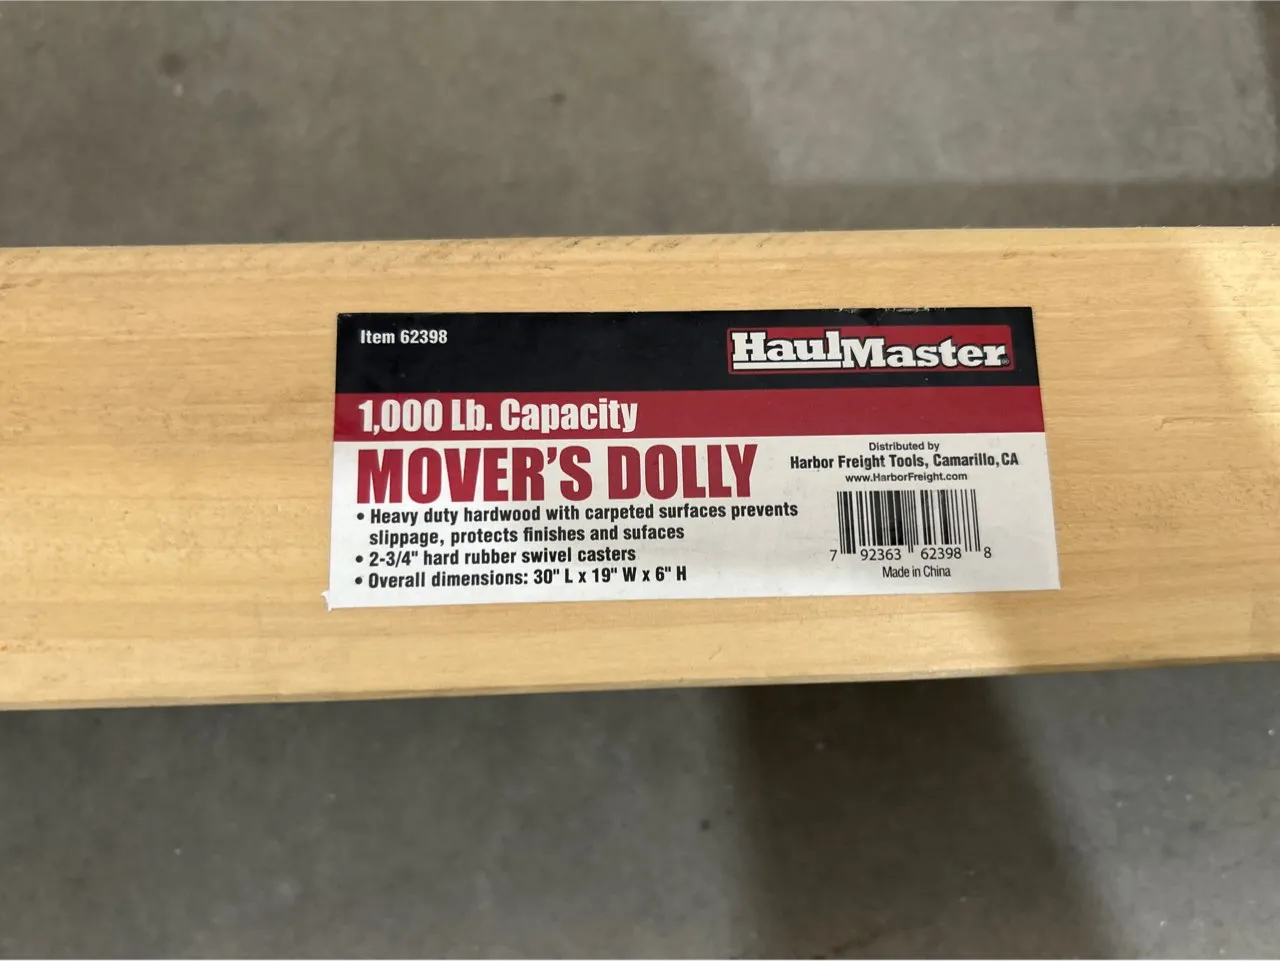 Item 62398
HaulMaster®
1,000 Lb. Capacity
MOVER'S DOLLY
• Heavy duty hardwood with carpeted surfaces prevents
slippage, protects finishes and sufaces
• 2-3/4" hard rubber swivel casters
• Overall dimensions: 30" L x 19" W x 6" H
Distributed by
Harbor Freight Tools, Camarillo, CA
www.HarborFreight.com
7 92363 62398 8
Made in China